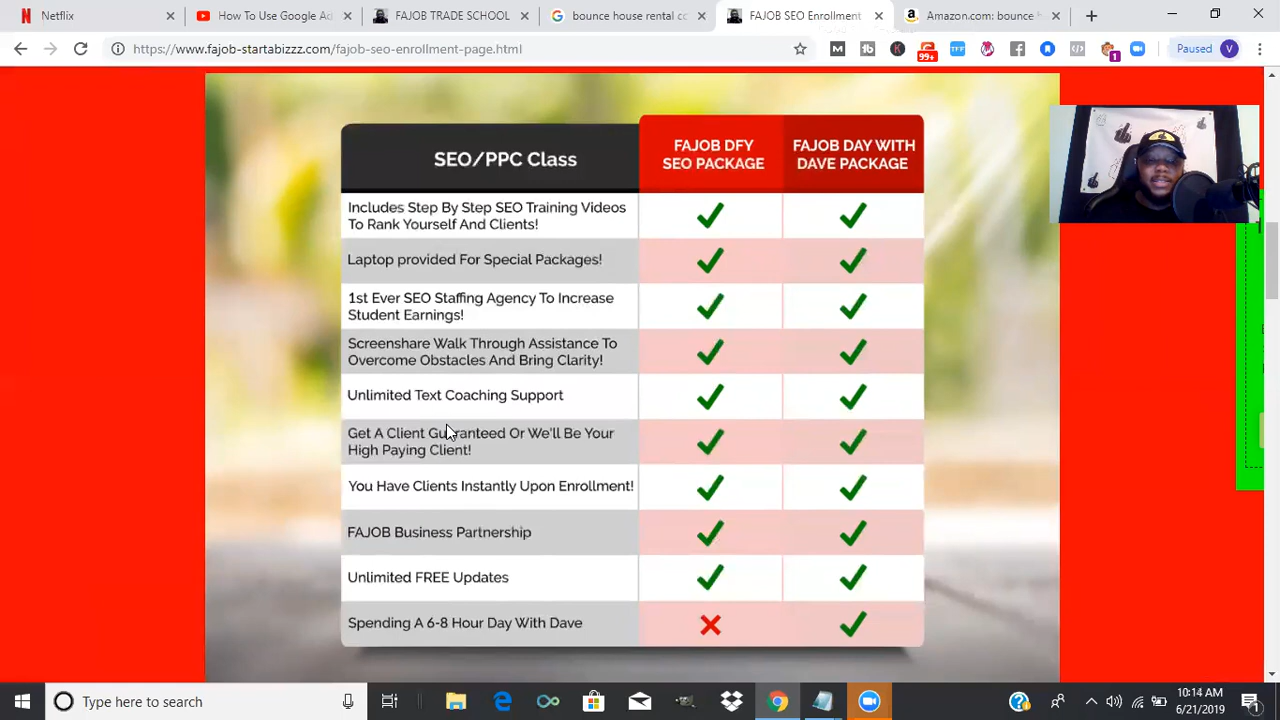 Netflix
How To Use Google Ad
FAJOB TRADE SCHOOL
bounce house rental co
FAJOB SEO Enrollment
Amazon.com: bounce h
https://www.fajob-startabizzz.com/fajob-seo-enrollment-page.html
99+
TFF
1
Paused
V
SEO/PPC Class
FAJOB DFY
SEO PACKAGE
FAJOB DAY WITH
DAVE PACKAGE
Includes Step By Step SEO Training Videos
To Rank Yourself And Clients!
Laptop provided For Special Packages!
1st Ever SEO Staffing Agency To Increase
Student Earnings!
Screenshare Walk Through Assistance To
Overcome Obstacles And Bring Clarity!
Unlimited Text Coaching Support
Get A Client Guaranteed Or We'll Be Your
High Paying Client!
You Have Clients Instantly Upon Enrollment!
FAJOB Business Partnership
Unlimited FREE Updates
Spending A 6-8 Hour Day With Dave
Type here to search
10:14 AM
6/21/2019